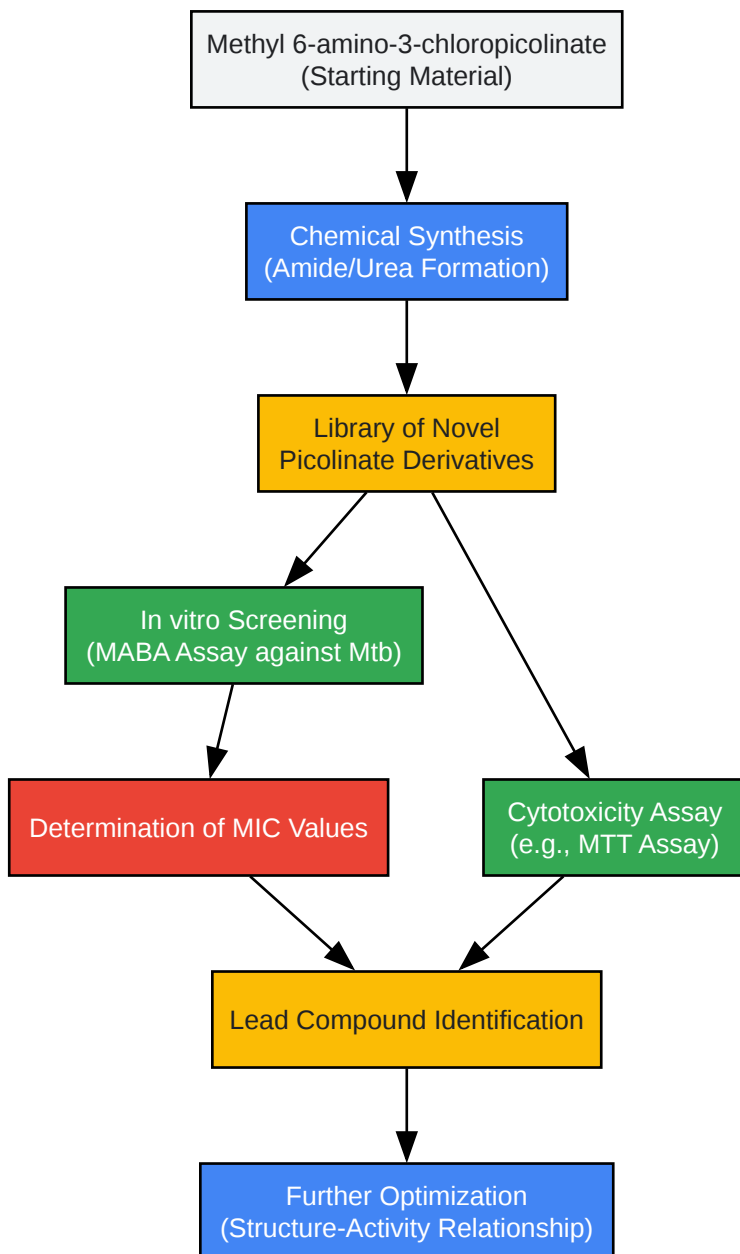 Methyl 6-amino-3-chloropicolinate
(Starting Material)
Chemical Synthesis
(Amide/Urea Formation)
Library of Novel
Picolinate Derivatives
In vitro Screening
(MABA Assay against Mtb)
Determination of MIC Values
Cytotoxicity Assay
(e.g., MTT Assay)
Lead Compound Identification
Further Optimization
(Structure-Activity Relationship)